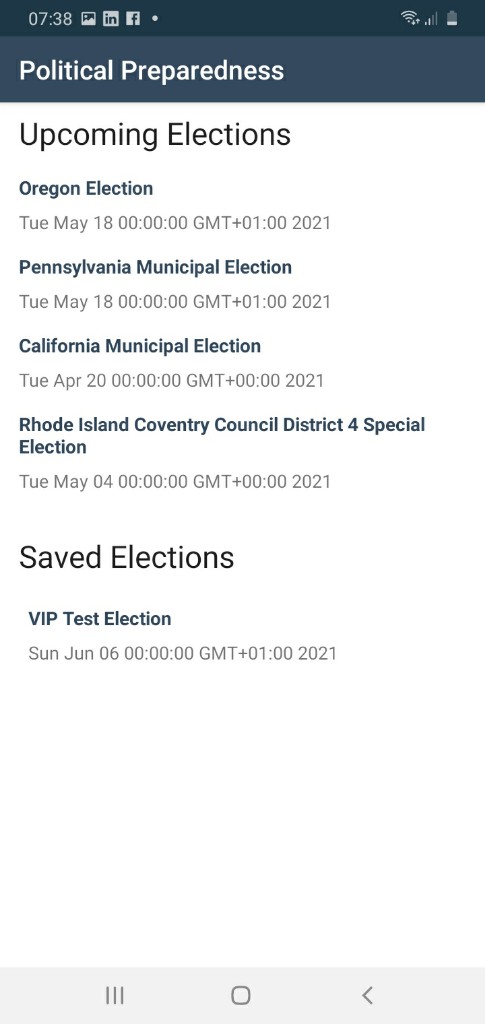 07:38
Political Preparedness
Upcoming Elections
Oregon Election
Tue May 18 00:00:00 GMT+01:00 2021
Pennsylvania Municipal Election
Tue May 18 00:00:00 GMT+01:00 2021
California Municipal Election
Tue Apr 20 00:00:00 GMT+00:00 2021
Rhode Island Coventry Council District 4 Special
Election
Tue May 04 00:00:00 GMT+00:00 2021
Saved Elections
VIP Test Election
Sun Jun 06 00:00:00 GMT+01:00 2021